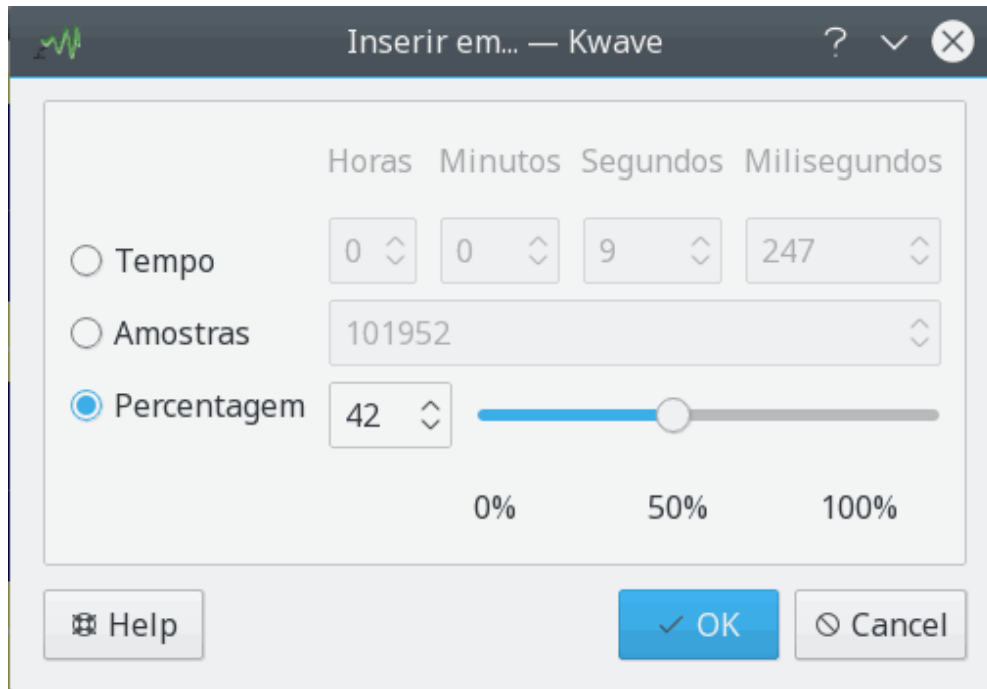 Inserir em... — Kwave
Horas Minutos Segundos Milisegundos
Tempo 0 0 9 247
Amostras 101952
Percentagem 42
0% 50% 100%
Help OK Cancel